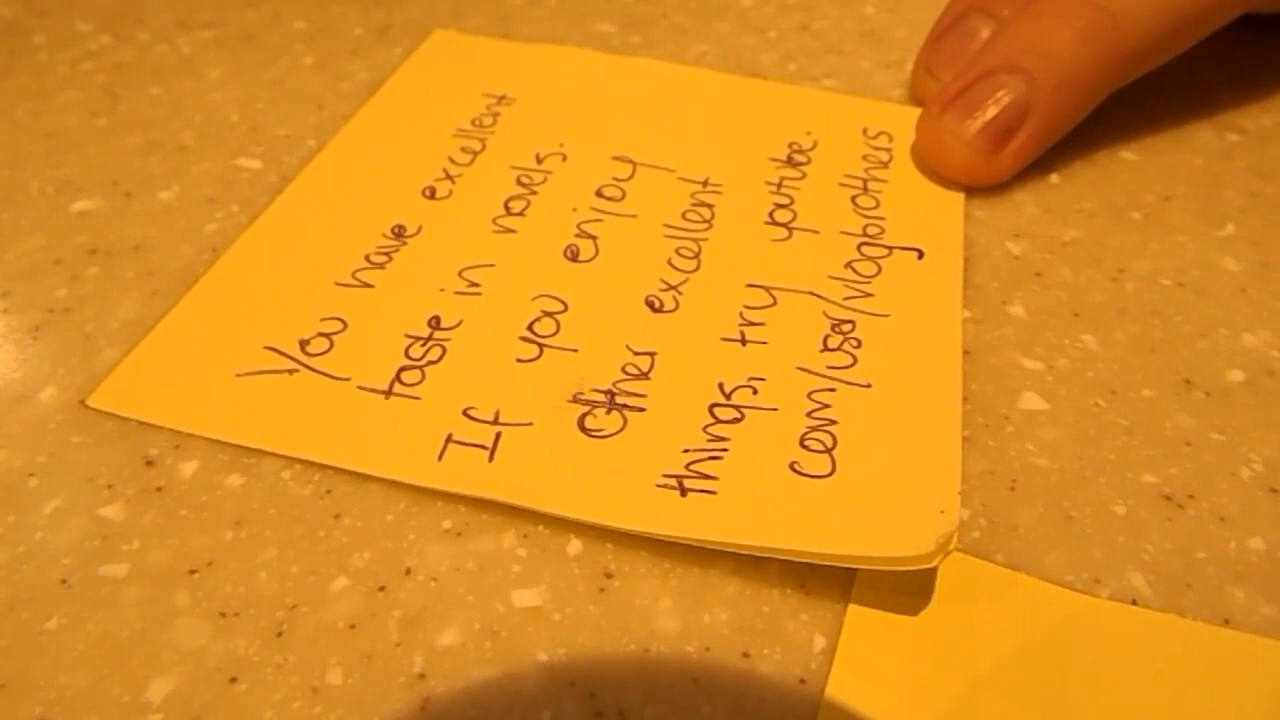 You have excellent
taste in novels.
If you enjoy
other excellent
things, try youtube.
com/user/vlogbrothers